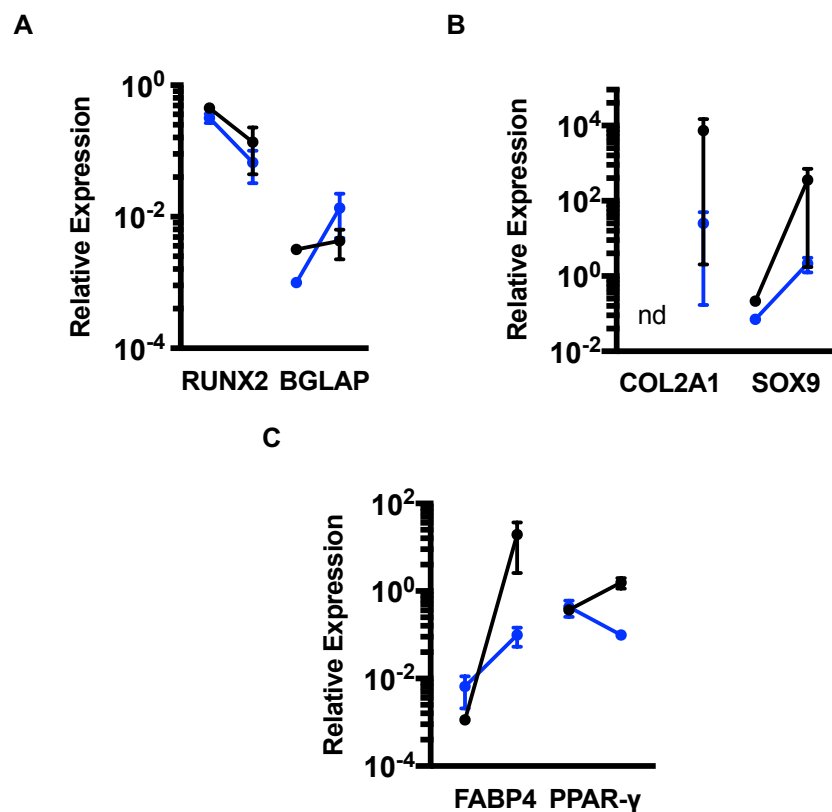 A
Relative Expression
10^0
10^-2
10^-4
RUNX2 BGLAP
B
Relative Expression
10^4
10^2
10^0
10^-2
nd
COL2A1 SOX9
C
Relative Expression
10^2
10^0
10^-2
10^-4
FABP4 PPAR-γ